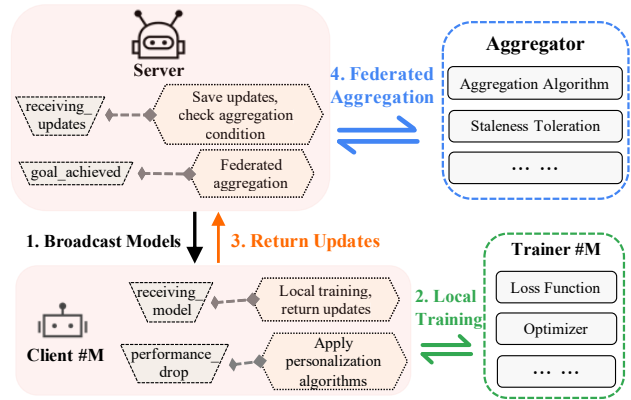 Server
receiving_
updates
Save updates,
check aggregation
condition
goal_achieved
Federated
aggregation
4. Federated
Aggregation
Aggregator
Aggregation Algorithm
Staleness Toleration
... ...
1. Broadcast Models
3. Return Updates
Client #M
receiving_
model
Local training,
return updates
performance_
drop
Apply
personalization
algorithms
2. Local
Training
Trainer #M
Loss Function
Optimizer
... ...